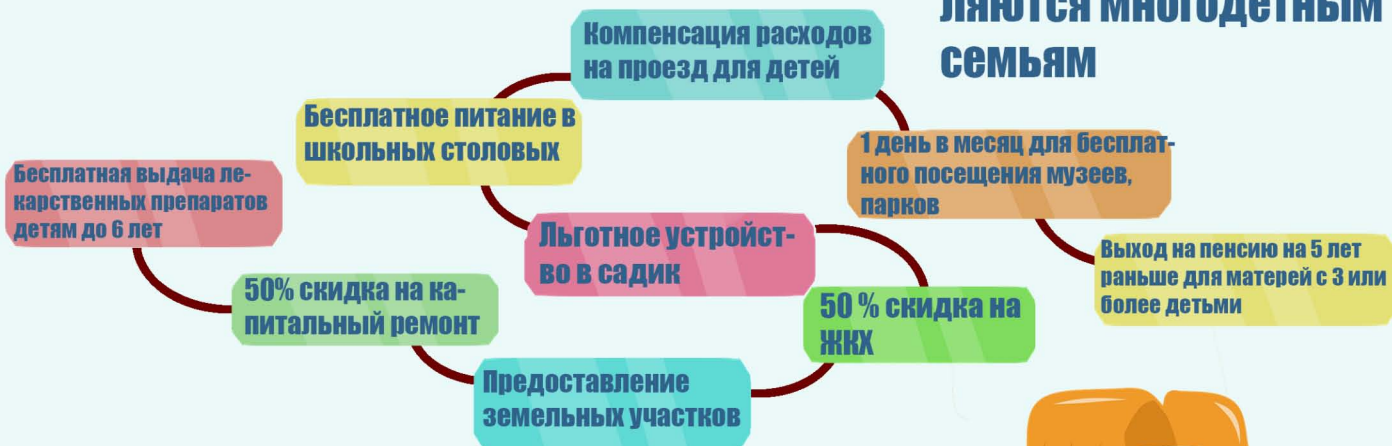 ляются многодетным
семьям
Компенсация расходов
на проезд для детей
Бесплатное питание в
школьных столовых
1 день в месяц для бесплат-
ного посещения музеев,
парков
Бесплатная выдача ле-
карственных препаратов
детям до 6 лет
Льготное устройст-
во в садик
Выход на пенсию на 5 лет
раньше для матерей с 3 или
более детьми
50% скидка на ка-
питальный ремонт
50 % скидка на
ЖКХ
Предоставление
земельных участков